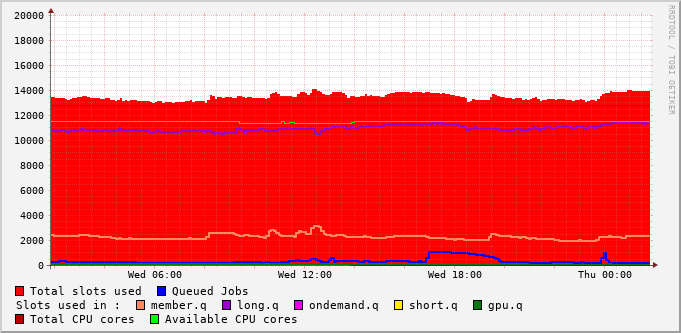 20000
18000
16000
14000
12000
10000
8000
6000
4000
2000
0
Wed 06:00 Wed 12:00 Wed 18:00 Thu 00:00
RRDTOOL / TOBI OETIKER
Total slots used Queued Jobs
Slots used in : member.q long.q ondemand.q short.q gpu.q
Total CPU cores Available CPU cores